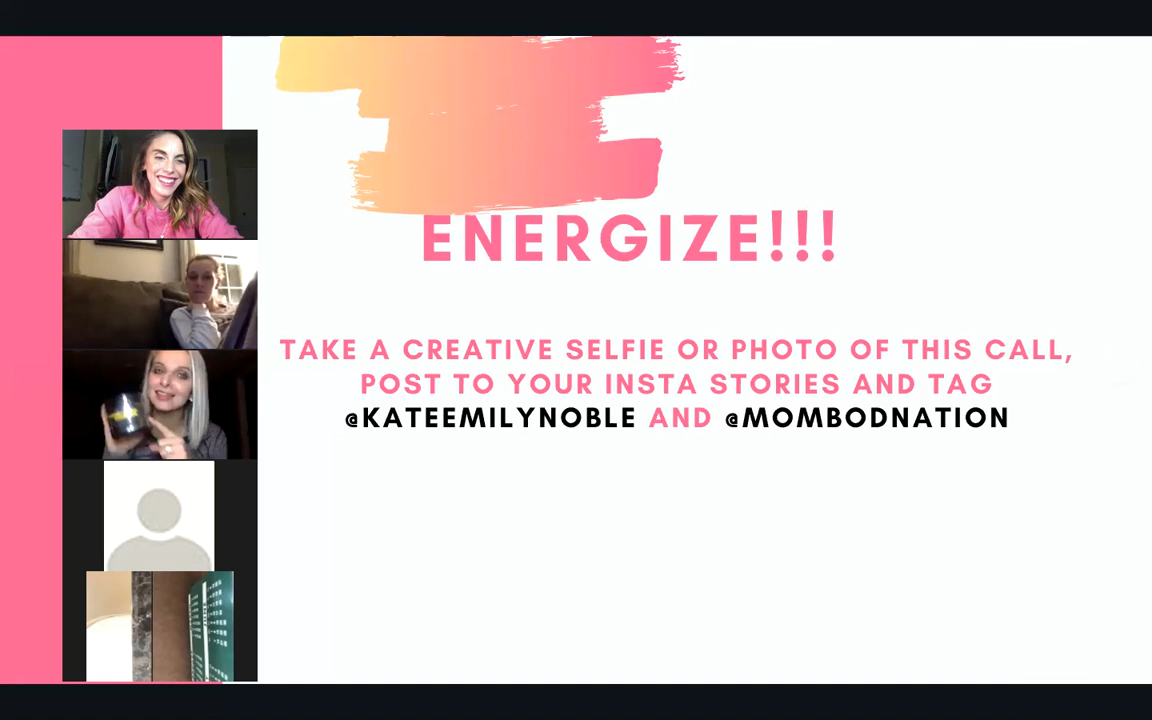 ENERGIZE!!!
TAKE A CREATIVE SELFIE OR PHOTO OF THIS CALL,
POST TO YOUR INSTA STORIES AND TAG
@KATEEMILYNOBLE AND @MOMBODNATION